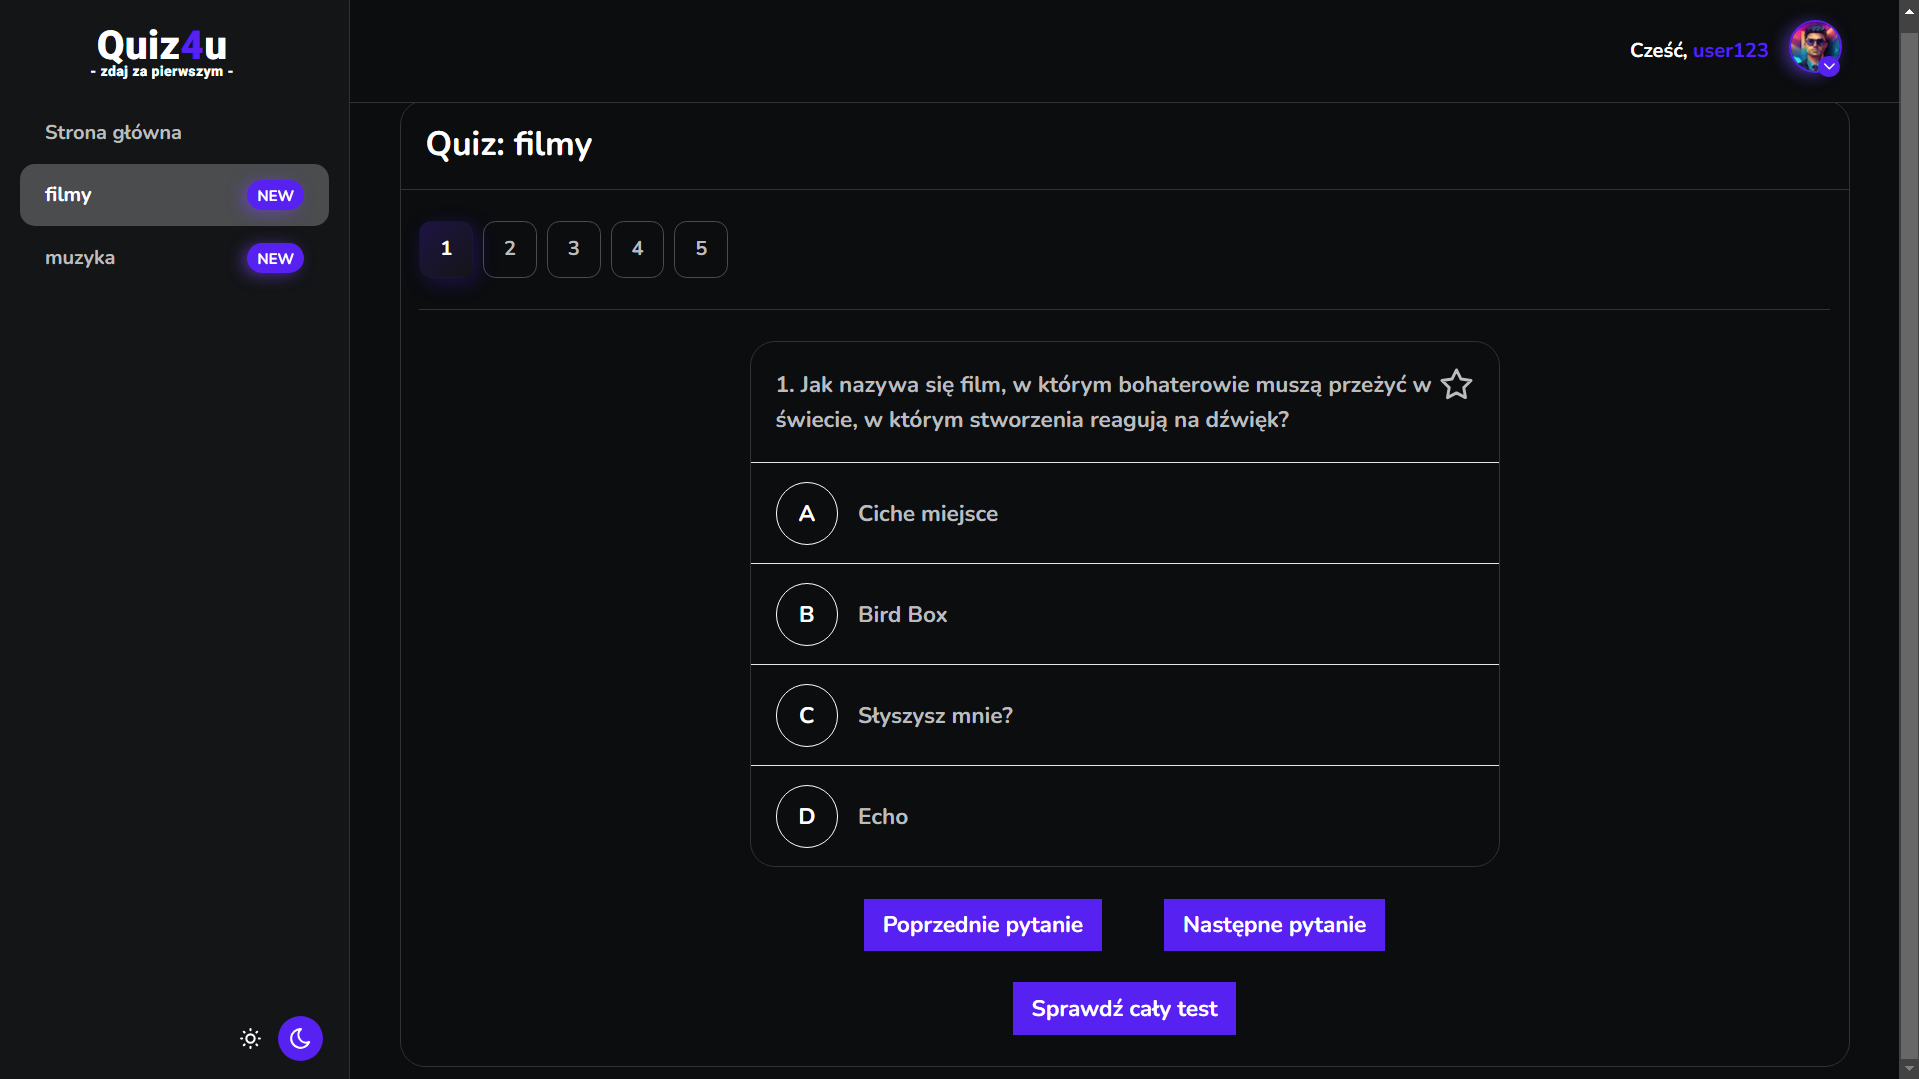 Quiz4u
- zdaj za pierwszym -
Cześć, user123
Strona główna
filmy NEW
muzyka NEW
Quiz: filmy
1 2 3 4 5
1. Jak nazywa się film, w którym bohaterowie muszą przeżyć w
świecie, w którym stworzenia reagują na dźwięk?
A Ciche miejsce
B Bird Box
C Słyszysz mnie?
D Echo
Poprzednie pytanie Następne pytanie
Sprawdź cały test